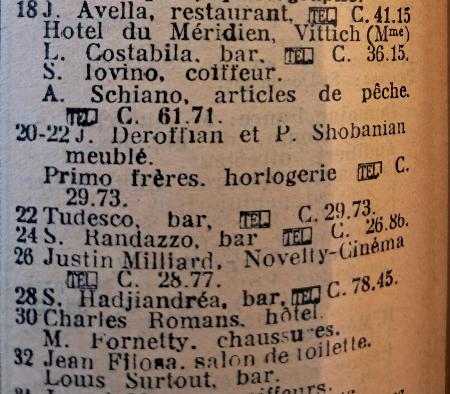 18 J. Avella, restaurant, TEL C. 41.15
Hotel du Méridien, Vittich (Mme)
L. Costabila, bar, TEL C. 36.15.
S. Iovino, coiffeur.
A. Schiano, articles de pêche.
TEL C. 61.71.
20-22 J. Deroffian et P. Shobanian
meublé.
Primo frères. horlogerie TEL C.
29.73.
22 Tudesco, bar, TEL C. 29.73.
24 S. Randazzo, bar TEL C. 26.86.
26 Justin Milliard, Novelty-Cinéma
TEL C. 28.77.
28 S. Hadjiandréa, bar, TEL C. 78.45.
30 Charles Romans. hôtel.
M. Fornetty. chaussures.
32 Jean Filosa. salon de toilette.
Louis Surtout, bar.